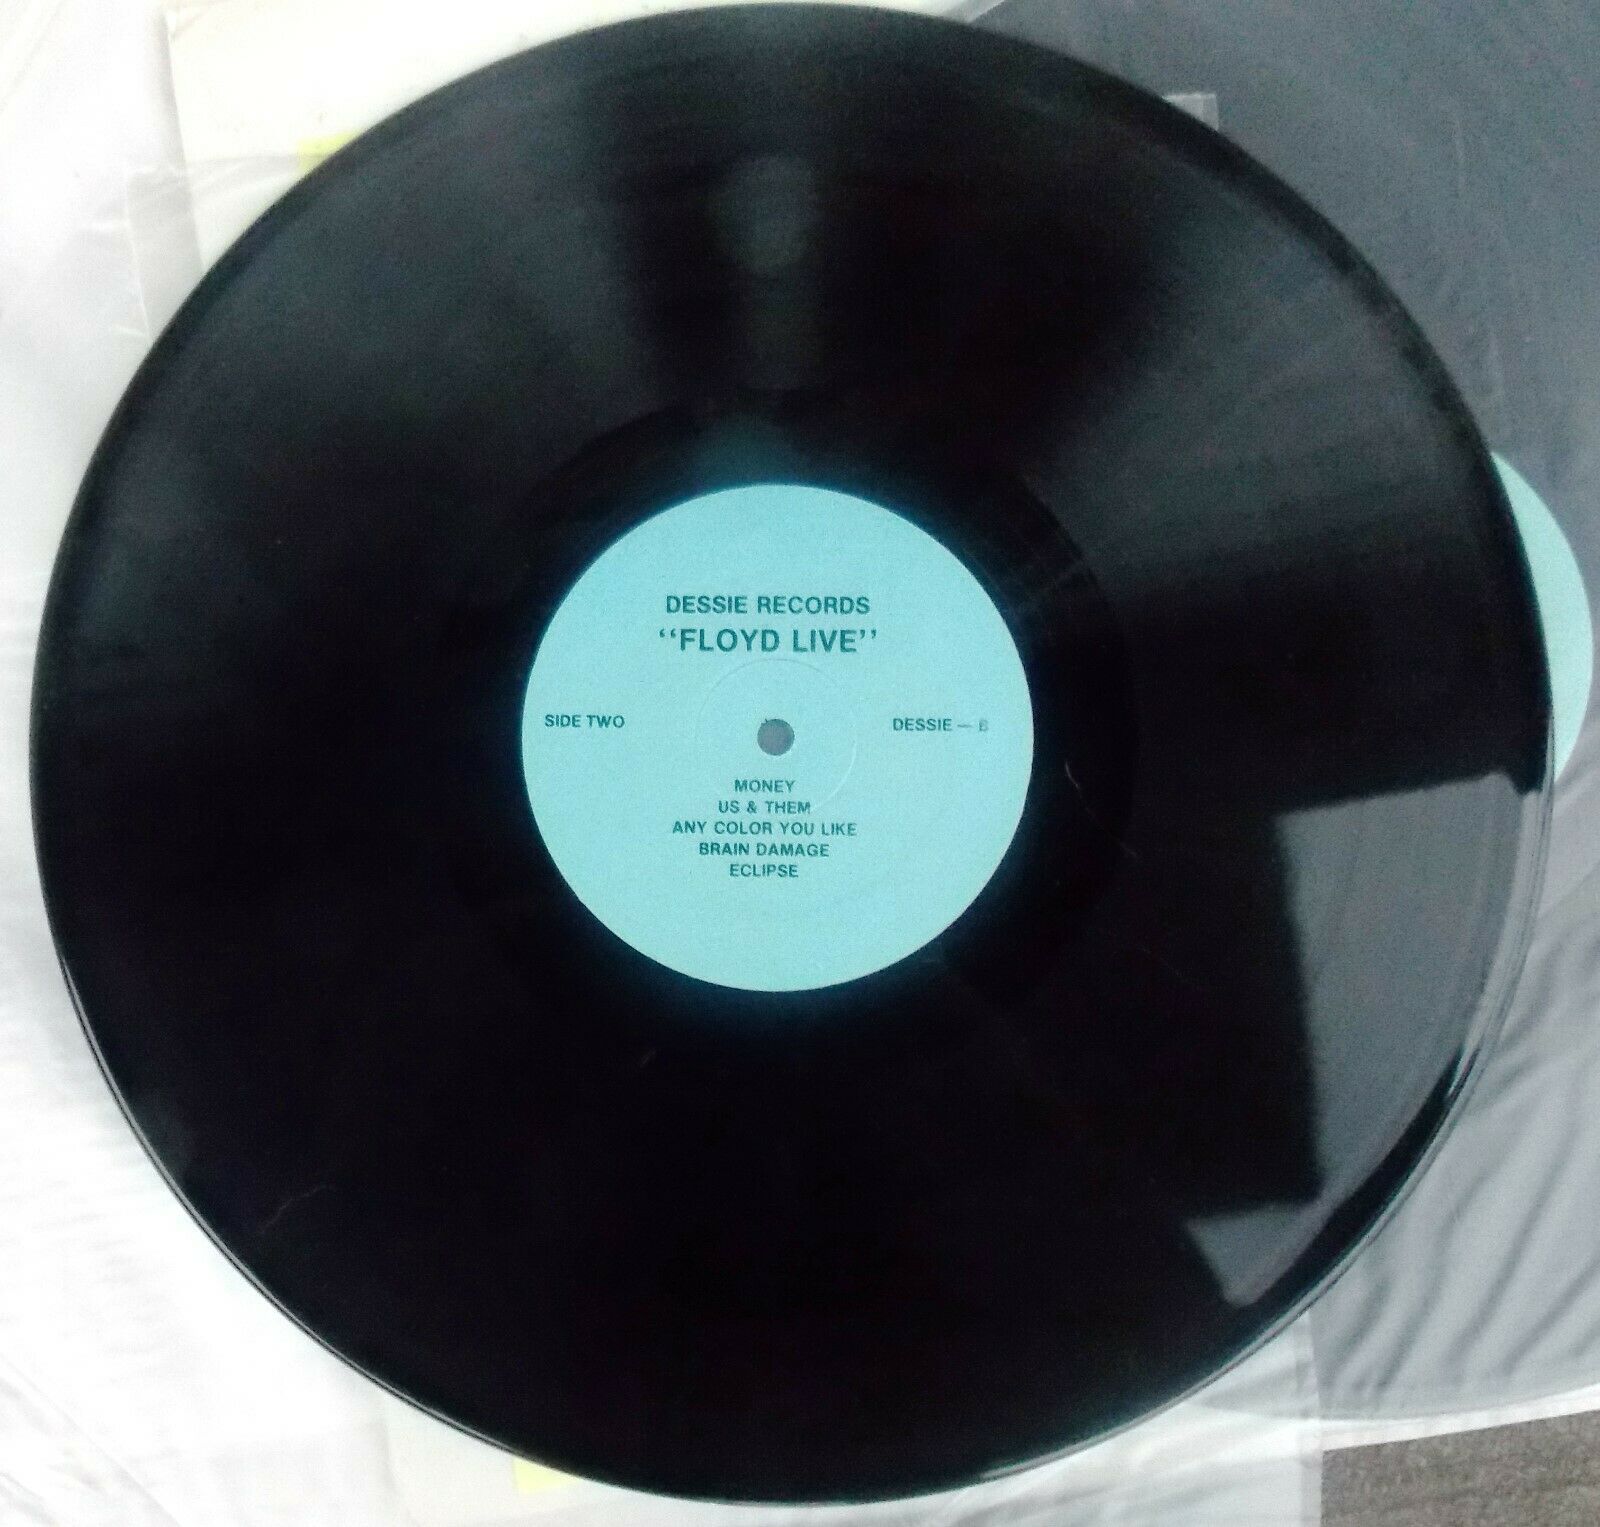 DESSIE RECORDS
“FLOYD LIVE”
SIDE TWO
DESSIE — B
MONEY
US & THEM
ANY COLOR YOU LIKE
BRAIN DAMAGE
ECLIPSE